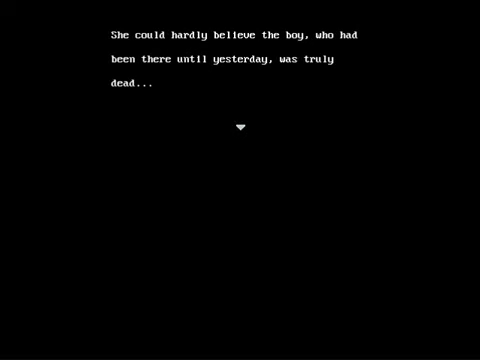 She could hardly believe the boy, who had
been there until yesterday, was truly
dead...